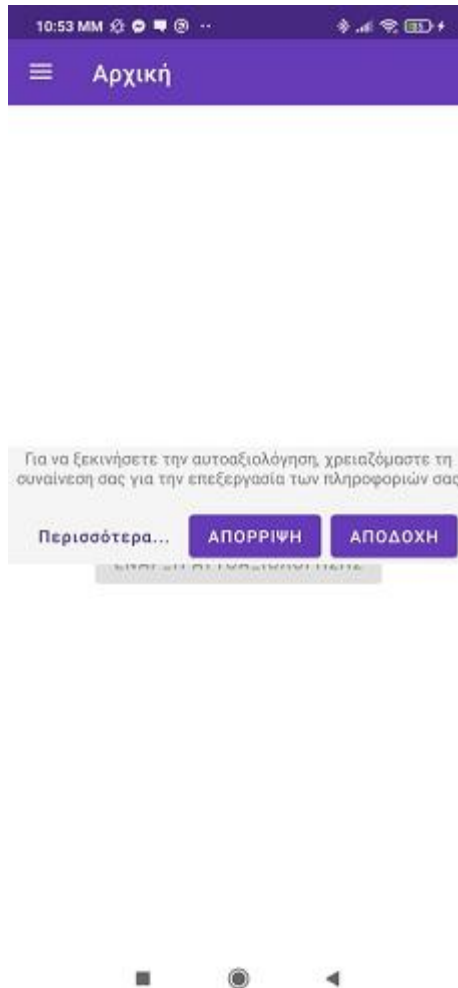 10:53 ΜΜ
Αρχική
Για να ξεκινήσετε την αυτοαξιολόγηση, χρειαζόμαστε τη
συναίνεση σας για την επεξεργασία των πληροφοριών σας
Περισσότερα... ΑΠΟΡΡΙΨΗ ΑΠΟΔΟΧΗ